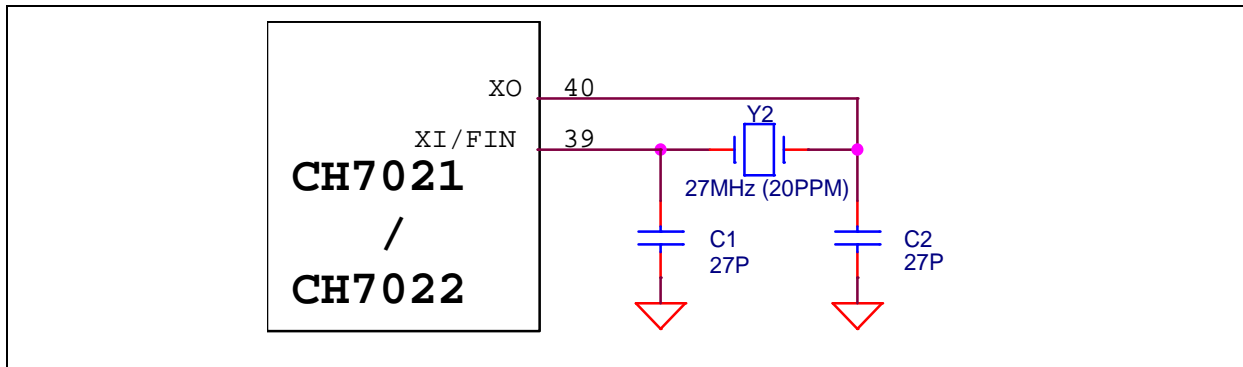 XO 40
Y2
XI/FIN 39
CH7021
/
CH7022
27MHz (20PPM)
C1
27P
C2
27P